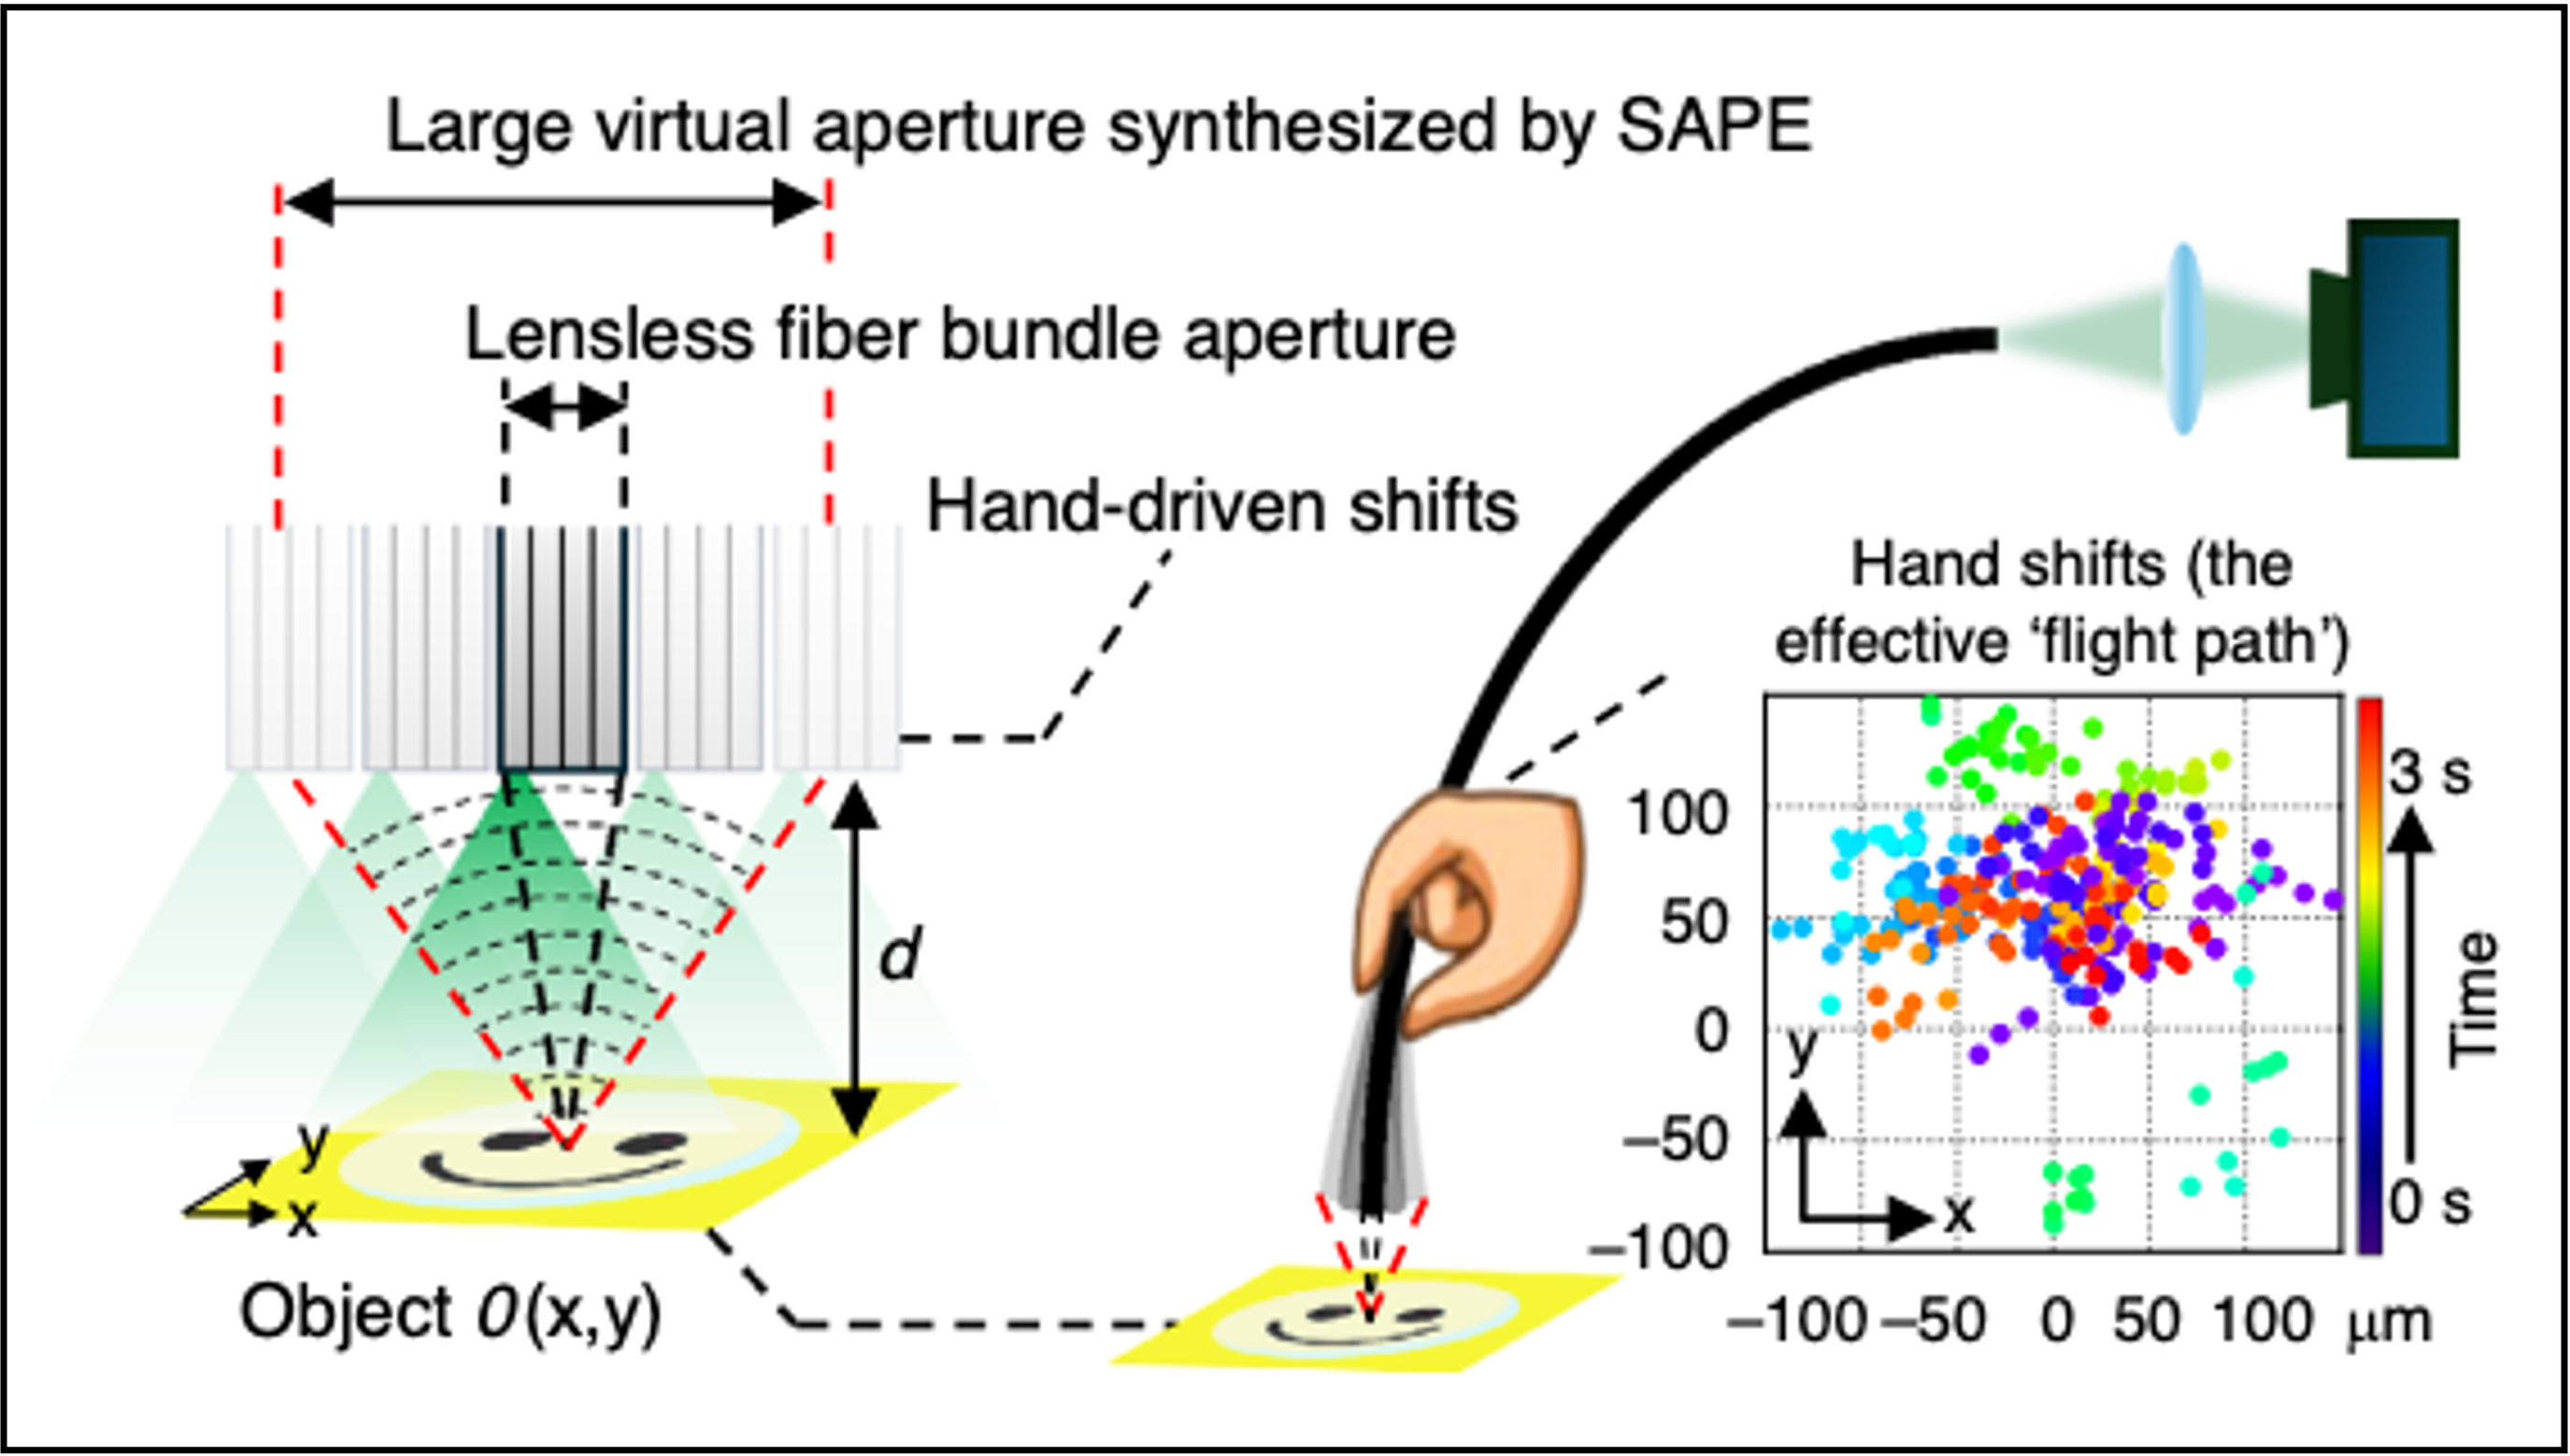 Large virtual aperture synthesized by SAPE
Lensless fiber bundle aperture
Hand-driven shifts
d
y
x
Object 0(x,y)
Hand shifts (the
effective ‘flight path’)
100
50
0
−50
−100
y
x
−100 −50 0 50 100 μm
3 s
Time
0 s